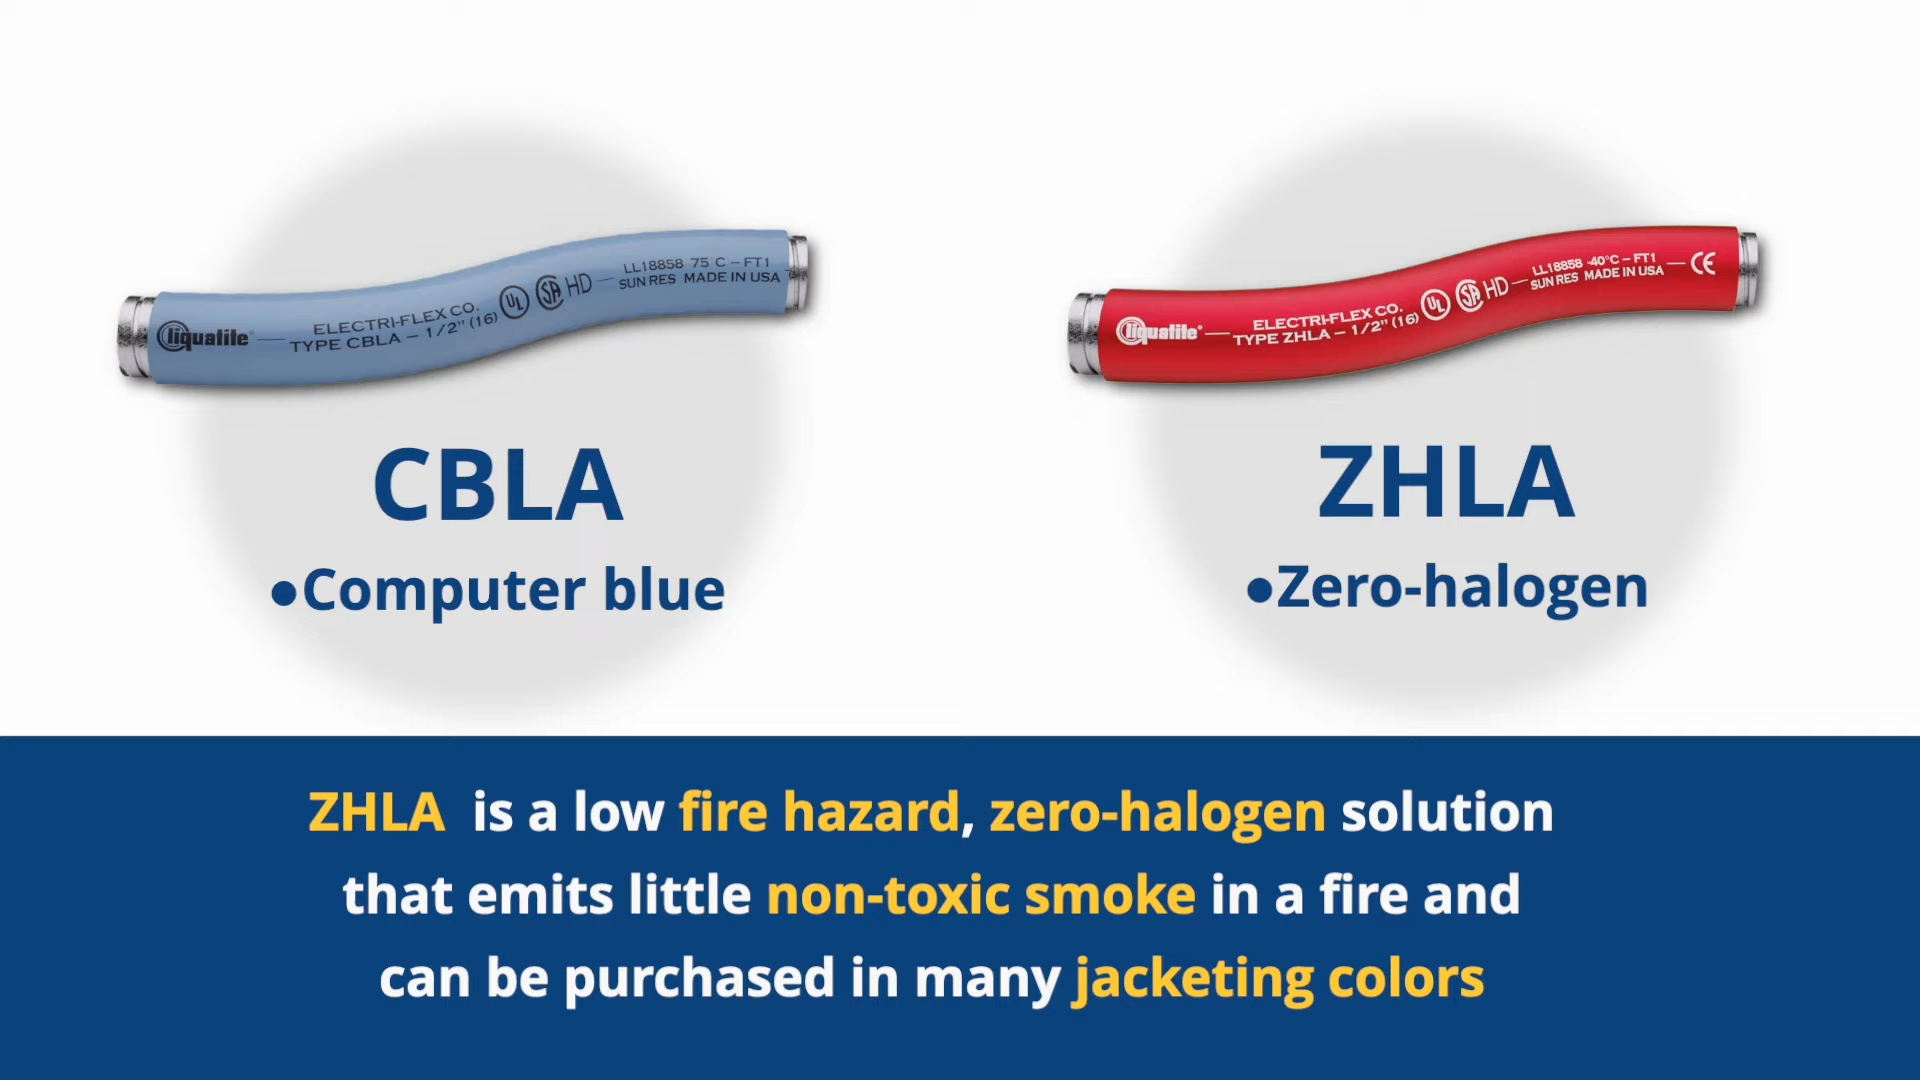 liquatite® — ELECTRI-FLEX CO.
TYPE CBLA – 1/2" (16) UL SA HD — LL18858 75 C – FT1
SUN RES MADE IN USA
liquatite® — ELECTRI-FLEX CO.
TYPE ZHLA – 1/2" (16) UL SA HD — LL18858 -40°C – FT1
SUN RES MADE IN USA — CE
CBLA
●Computer blue
ZHLA
●Zero-halogen
ZHLA is a low fire hazard, zero-halogen solution
that emits little non-toxic smoke in a fire and
can be purchased in many jacketing colors